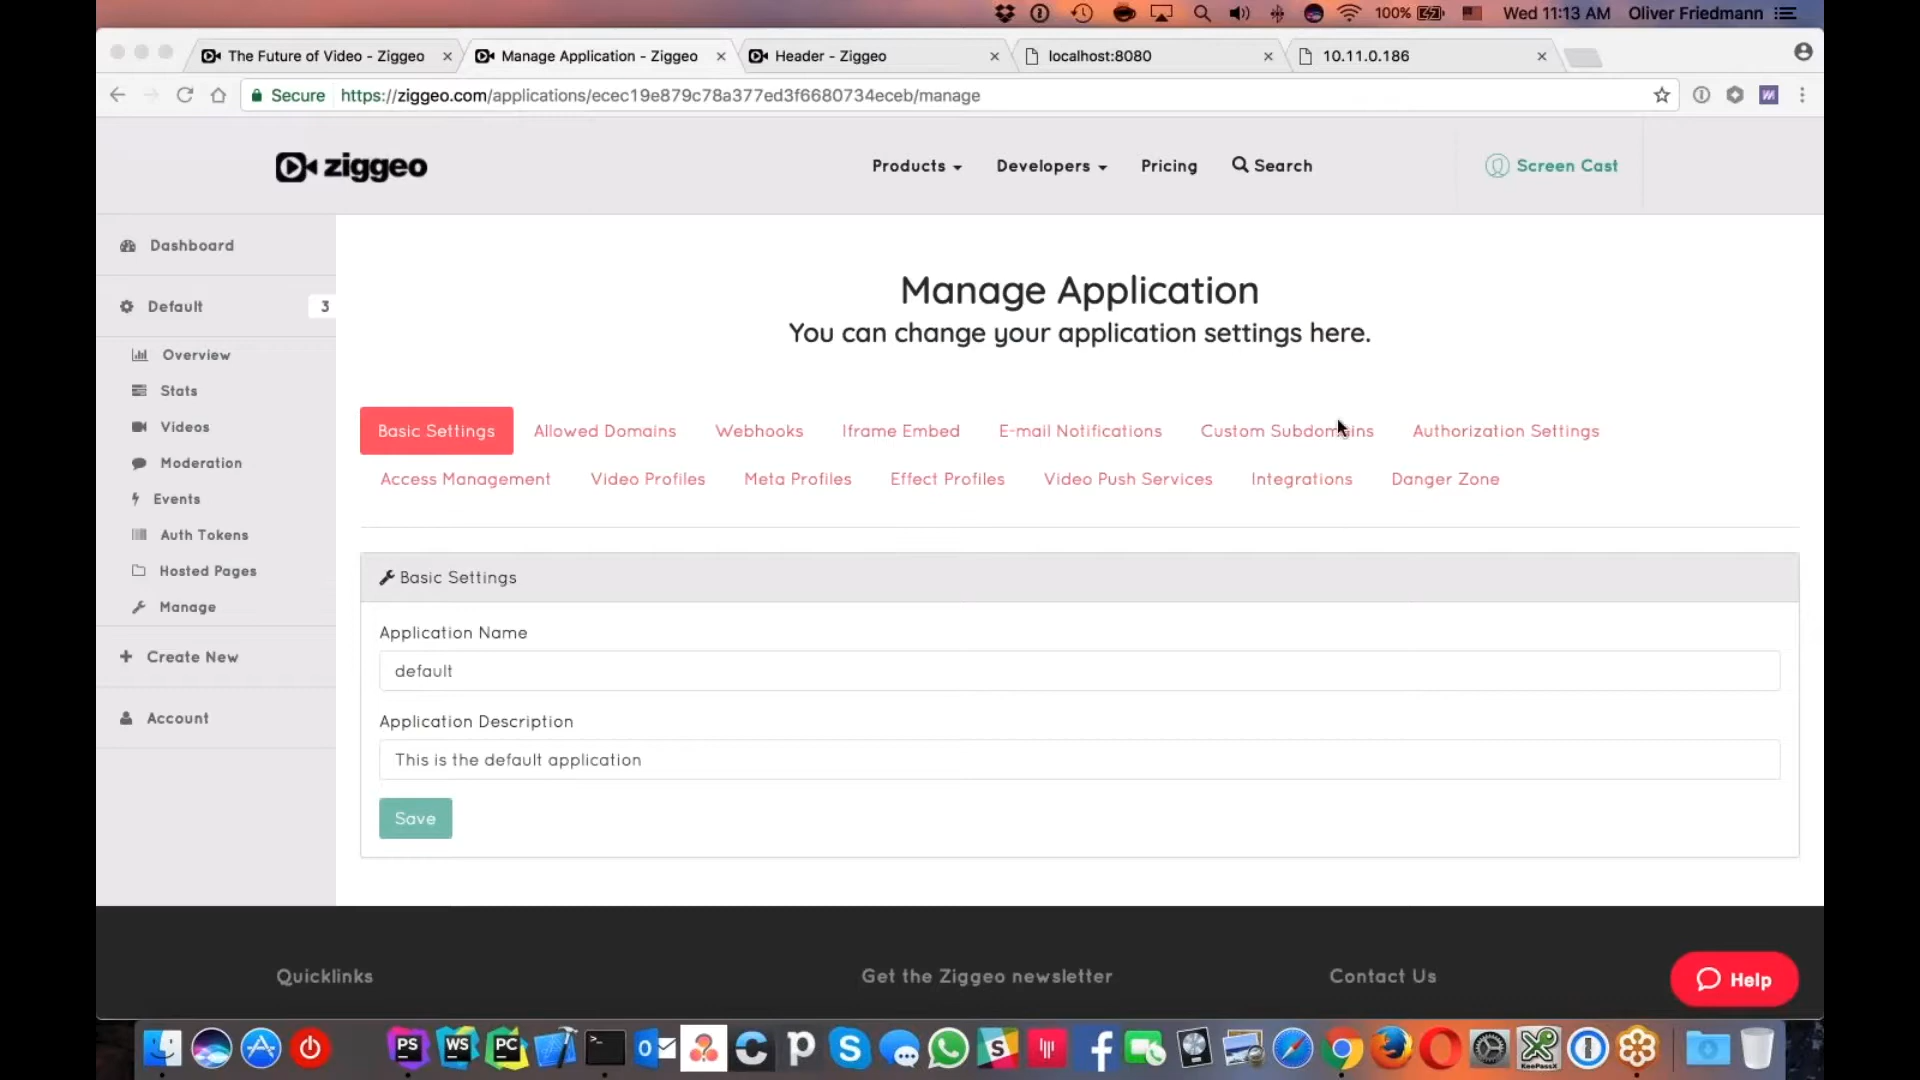 100% Wed 11:13 AM Oliver Friedmann
The Future of Video - Ziggeo Manage Application - Ziggeo Header - Ziggeo localhost:8080 10.11.0.186
Secure https://ziggeo.com/applications/ecec19e879c78a377ed3f6680734eceb/manage
ziggeo Products Developers Pricing Search Screen Cast
Dashboard
Default 3
Overview
Stats
Videos
Moderation
Events
Auth Tokens
Hosted Pages
Manage
Create New
Account
Manage Application
You can change your application settings here.
Basic Settings Allowed Domains Webhooks Iframe Embed E-mail Notifications Custom Subdomains Authorization Settings
Access Management Video Profiles Meta Profiles Effect Profiles Video Push Services Integrations Danger Zone
Basic Settings
Application Name
default
Application Description
This is the default application
Save
Quicklinks Get the Ziggeo newsletter Contact Us
Help
PS WS PC
KeePassX